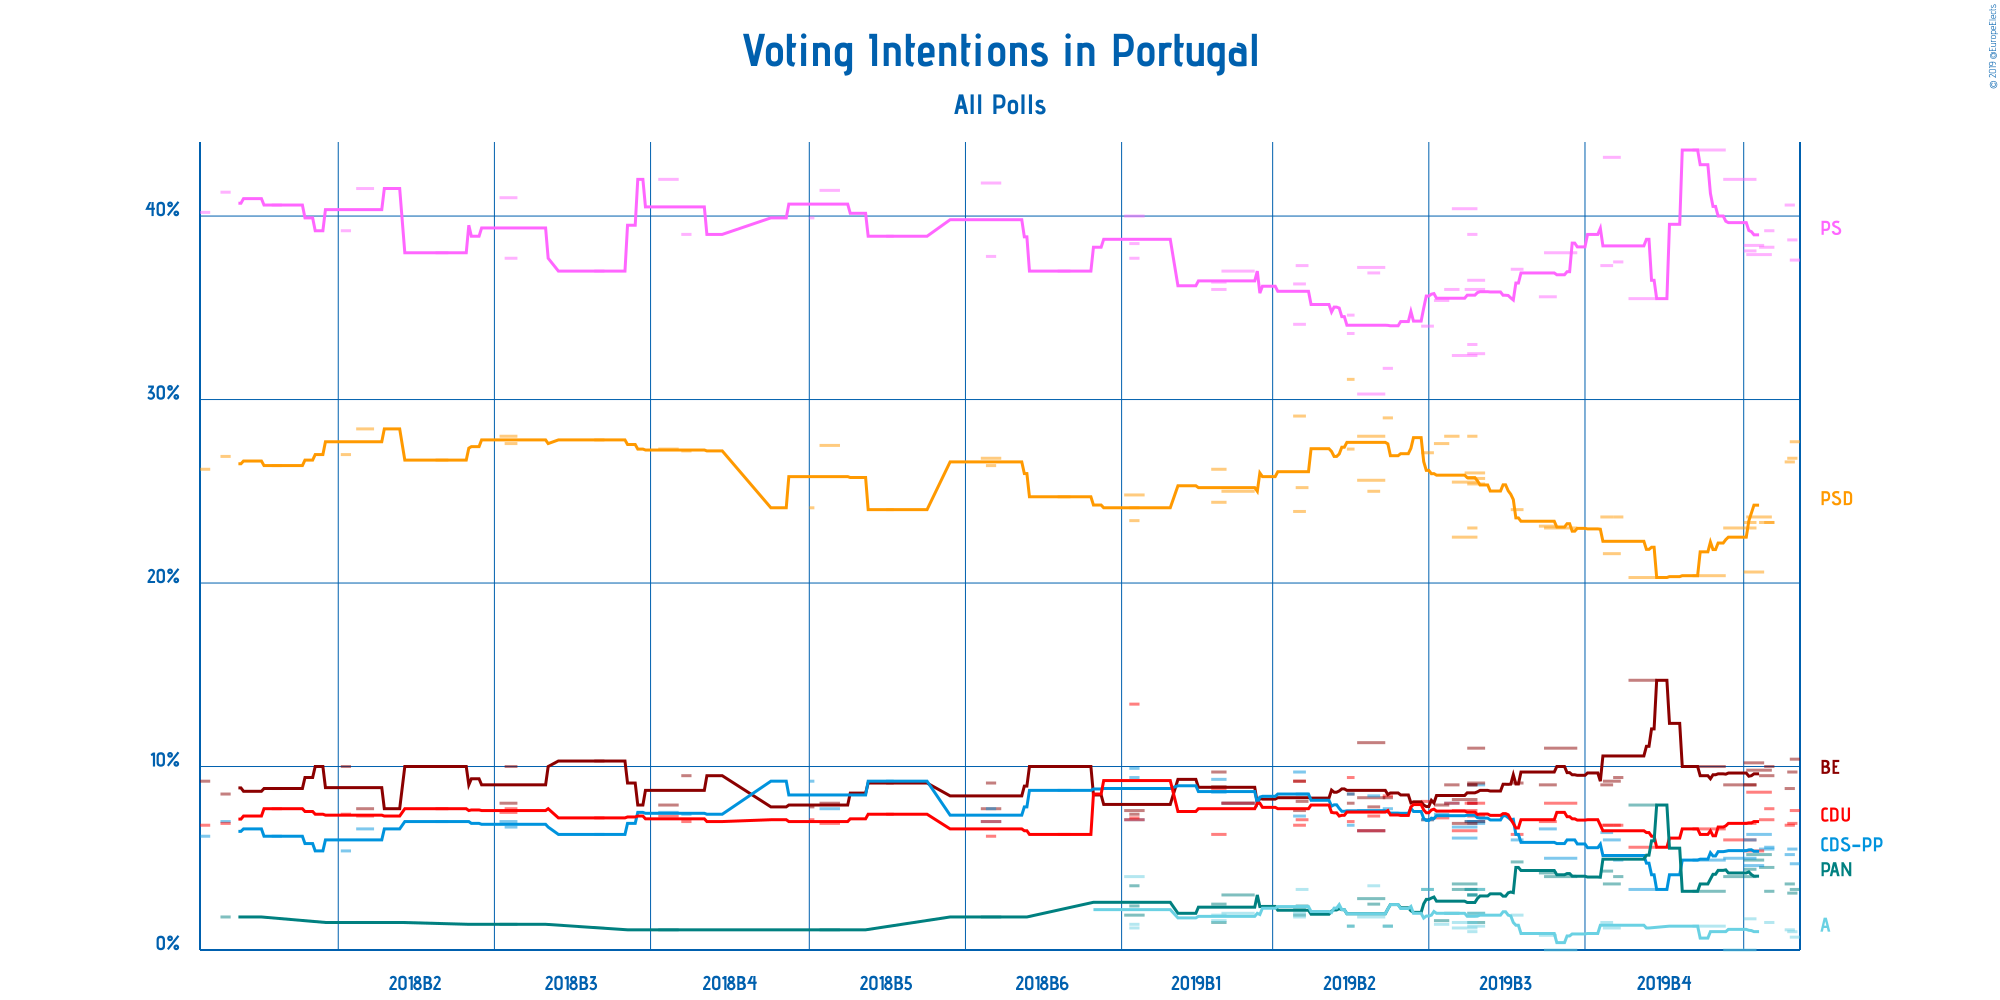 © 2019 @EuropeElects
Voting Intentions in Portugal
All Polls
40%
30%
20%
10%
0%
PS
PSD
BE
CDU
CDS-PP
PAN
A
2018B2 2018B3 2018B4 2018B5 2018B6 2019B1 2019B2 2019B3 2019B4